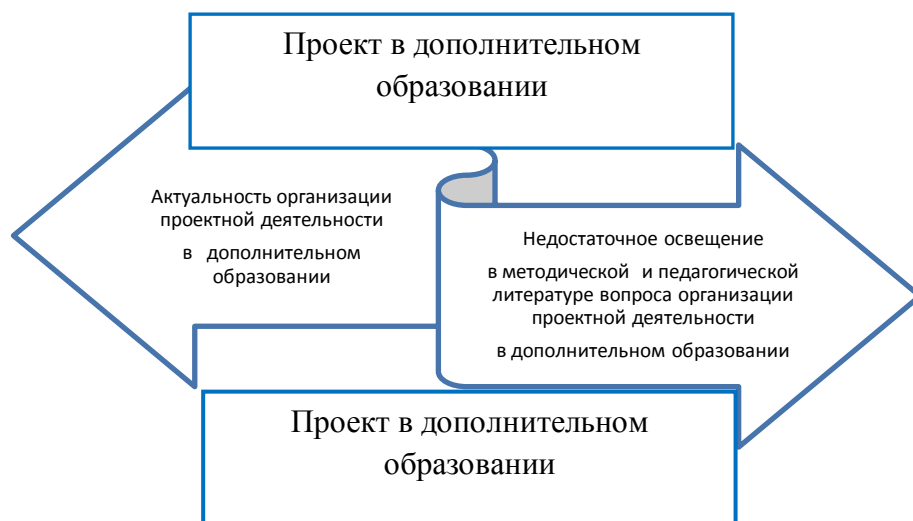 Проект в дополнительном
образовании
Актуальность организации
проектной деятельности
в дополнительном
образовании
Недостаточное освещение
в методической и педагогической
литературе вопроса организации
проектной деятельности
в дополнительном образовании
Проект в дополнительном
образовании